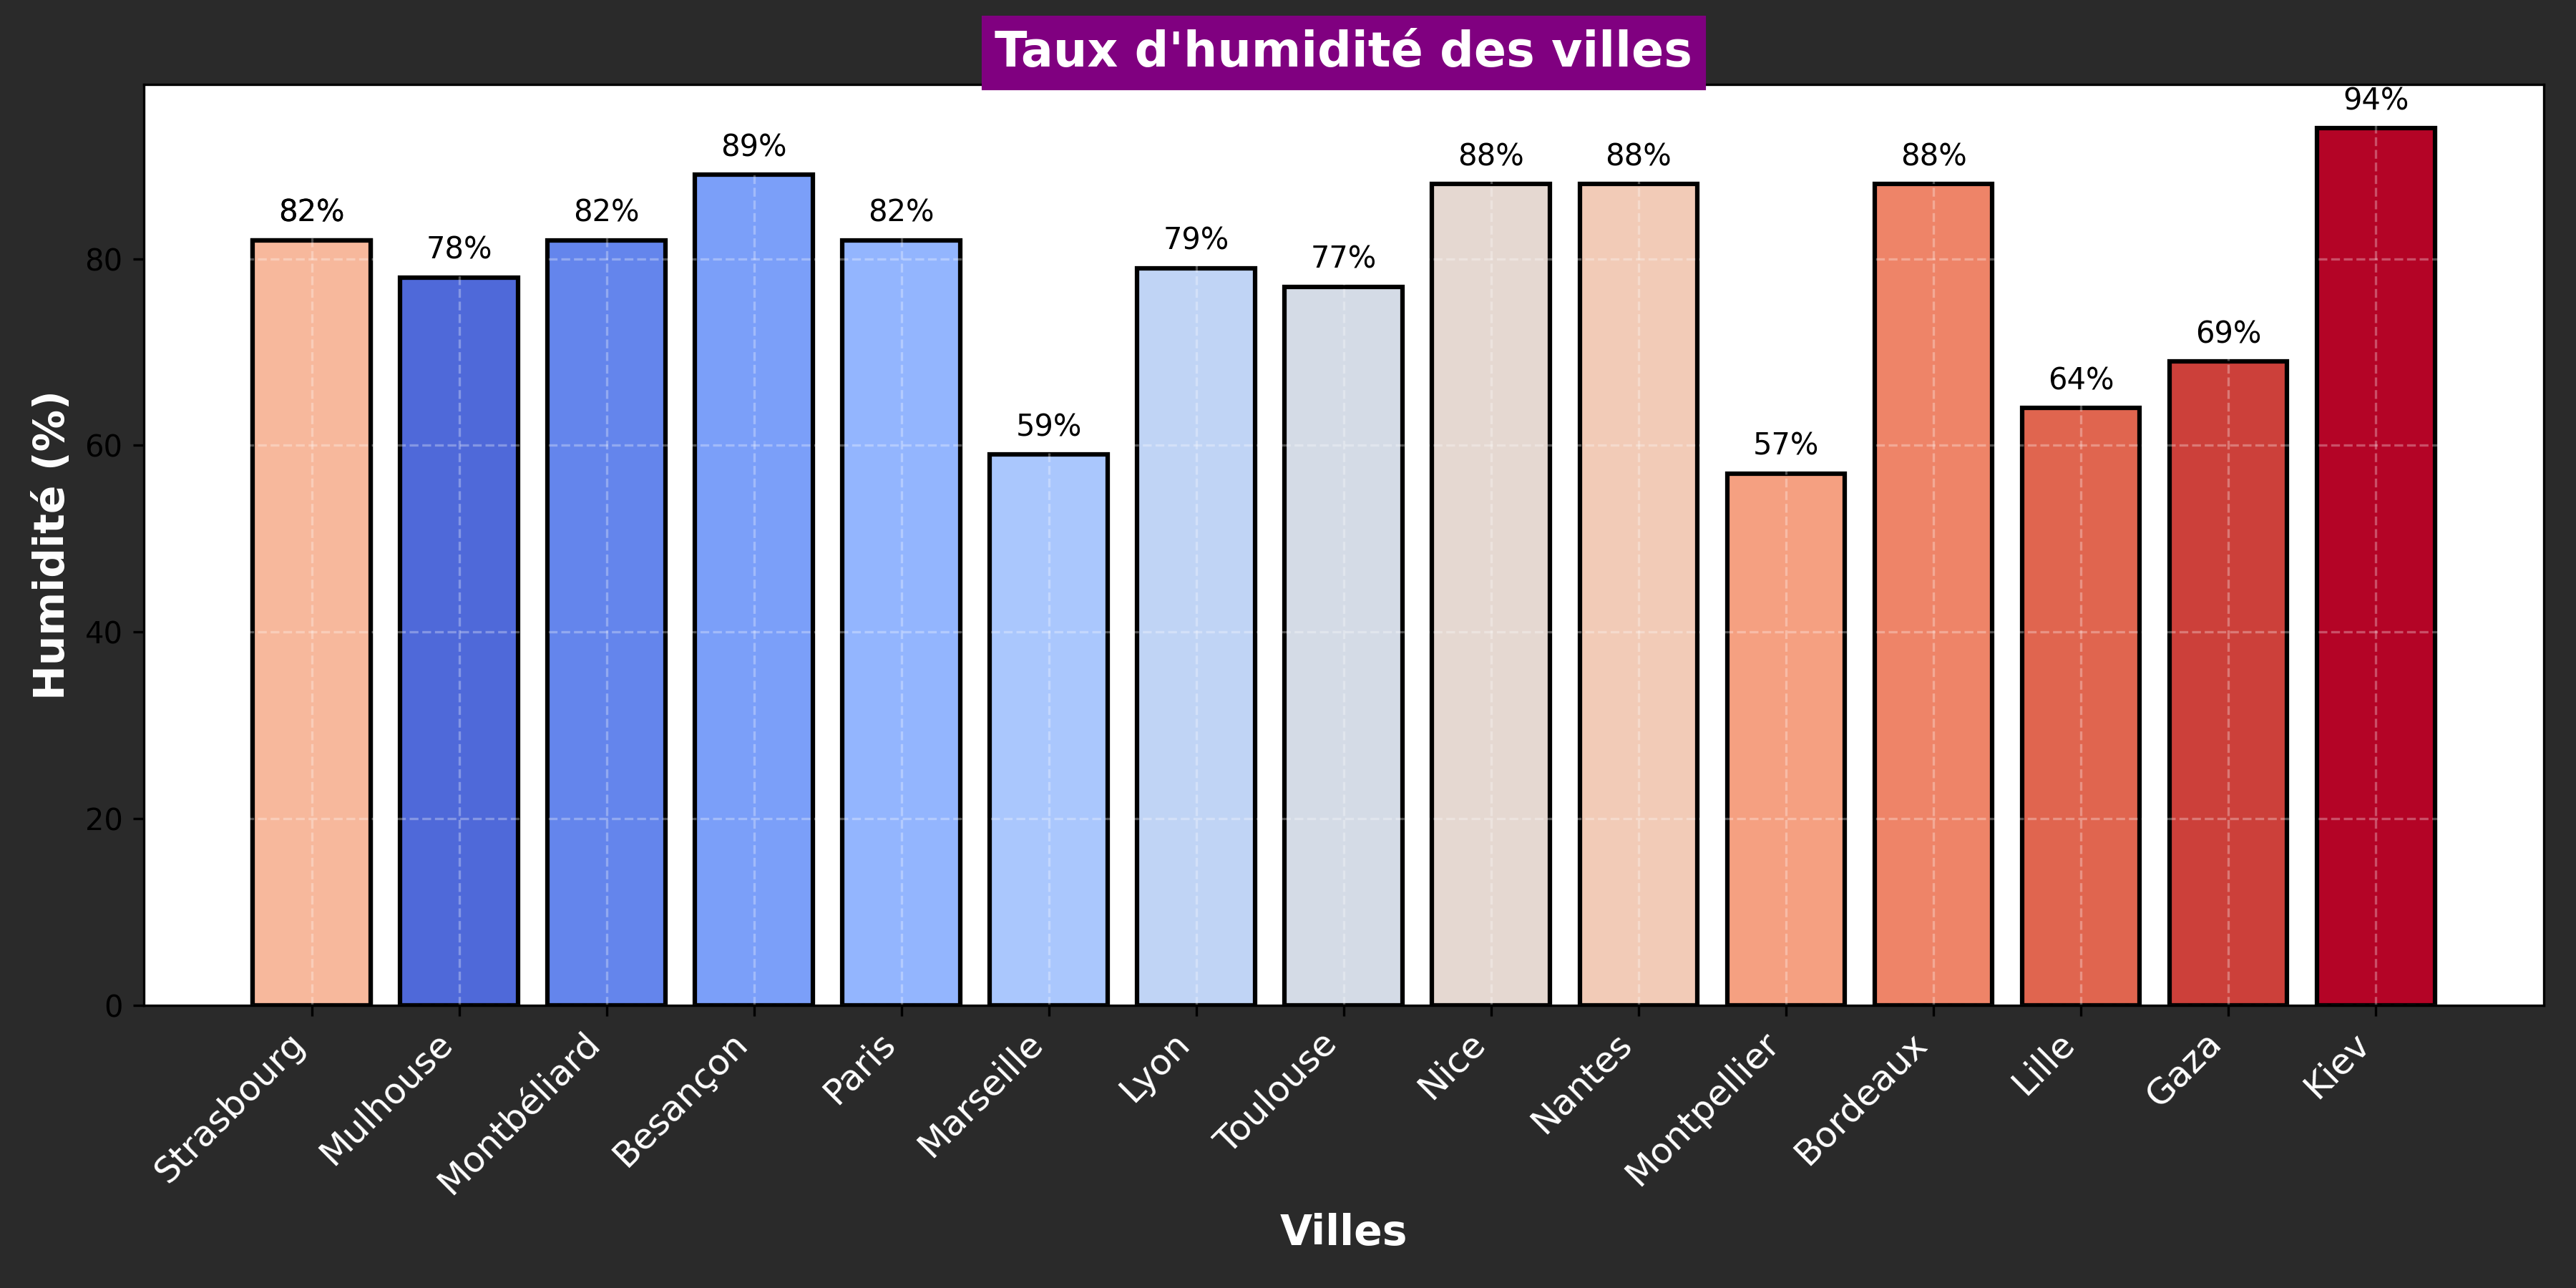 Taux d'humidité des villes
94%
89%
88%
88%
88%
82%
82%
82%
79%
78%
77%
69%
64%
59%
57%
80
60
40
20
0
Humidité (%)
Strasbourg
Mulhouse
Montbéliard
Besançon
Paris
Marseille
Lyon
Toulouse
Nice
Nantes
Montpellier
Bordeaux
Lille
Gaza
Kiev
Villes